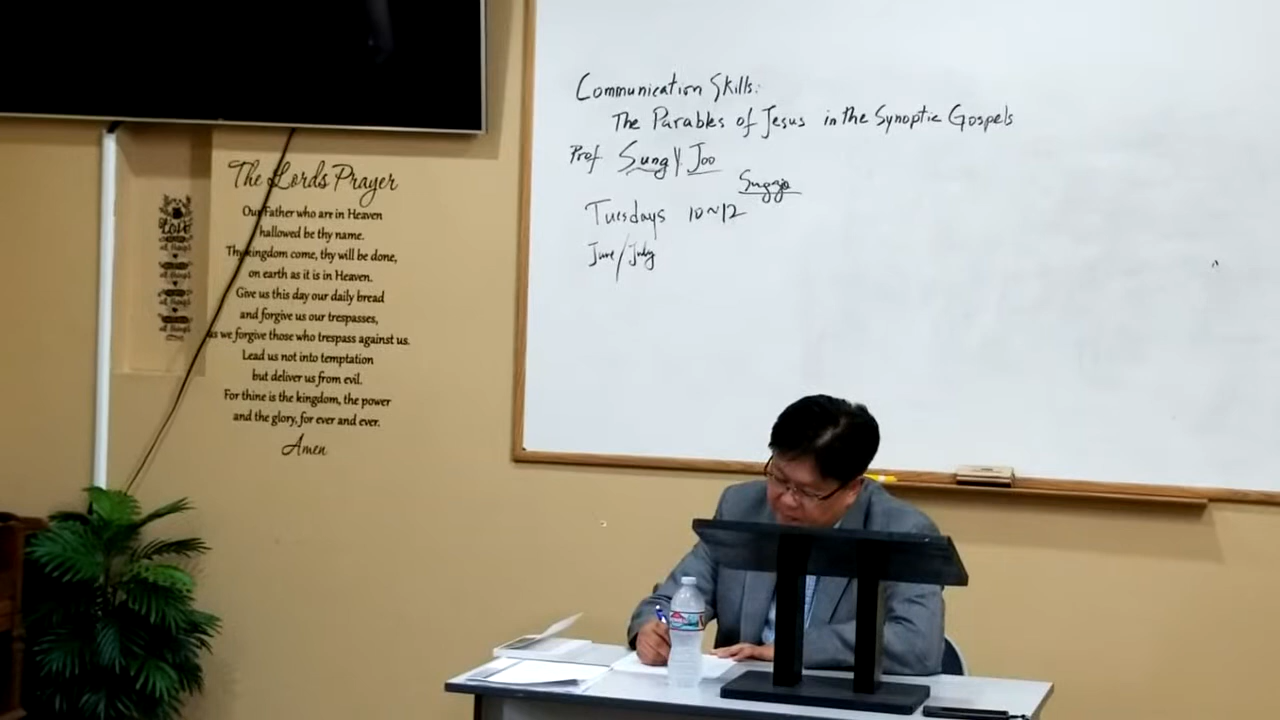 Communication Skills:
The Parables of Jesus in the Synoptic Gospels
Prof Sung Y. Joo
Tuesdays 10~12
June/July
The Lords Prayer
Our Father who are in Heaven
hallowed be thy name.
Thy kingdom come, thy will be done,
on earth as it is in Heaven.
Give us this day our daily bread
and forgive us our trespasses,
as we forgive those who trespass against us.
Lead us not into temptation
but deliver us from evil.
For thine is the kingdom, the power
and the glory, for ever and ever.
Amen